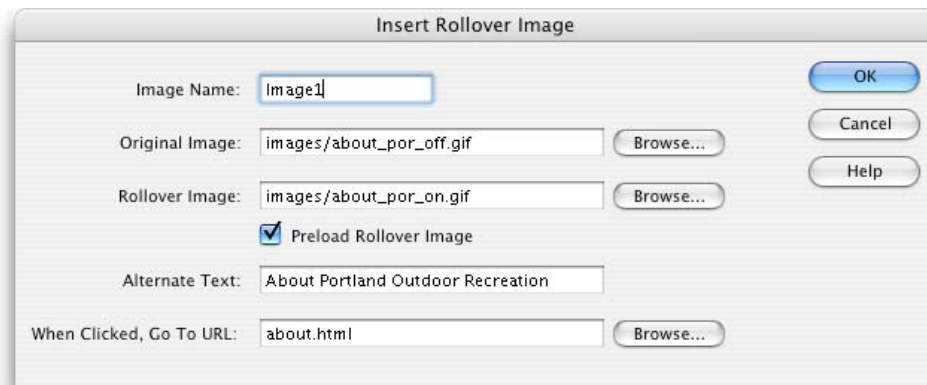 Insert Rollover Image
Image Name: Image1
OK
Original Image: images/about_por_off.gif Browse...
Cancel
Rollover Image: images/about_por_on.gif Browse...
Help
Preload Rollover Image
Alternate Text: About Portland Outdoor Recreation
When Clicked, Go To URL: about.html Browse...